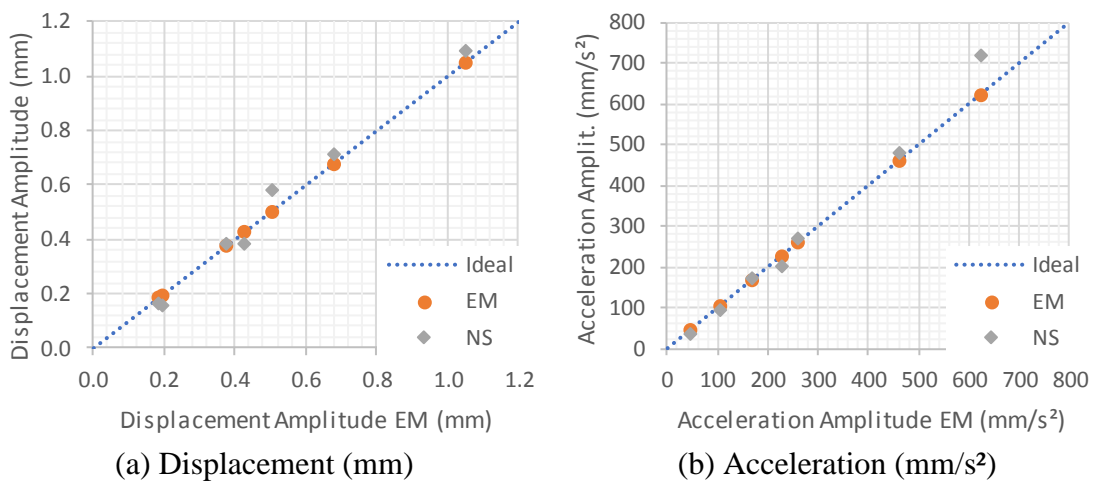 Displacement Amplitude (mm)
1.2
1.0
0.8
0.6
0.4
0.2
0.0
0.0 0.2 0.4 0.6 0.8 1.0 1.2
Ideal
EM
NS
Displacement Amplitude EM (mm)
(a) Displacement (mm)
Acceleration Amplit. (mm/s²)
800
700
600
500
400
300
200
100
0
0 100 200 300 400 500 600 700 800
Ideal
EM
NS
Acceleration Amplitude EM (mm/s²)
(b) Acceleration (mm/s²)